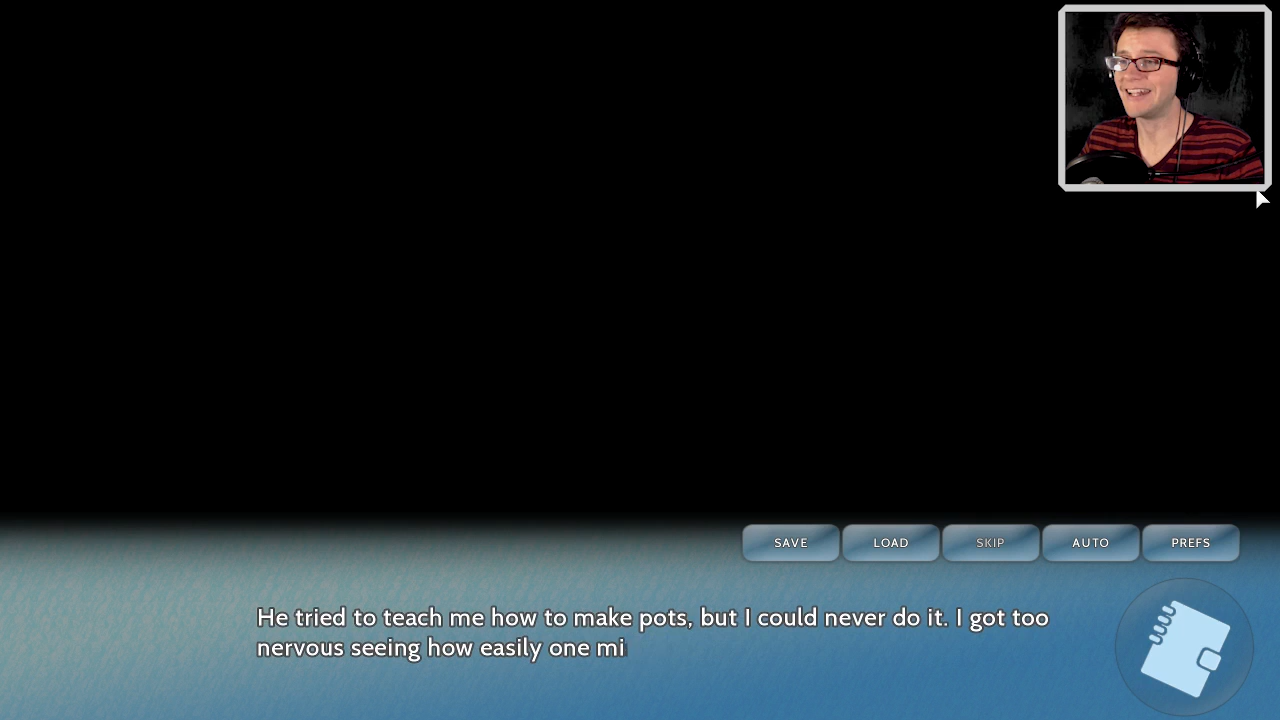 SAVE
LOAD
SKIP
AUTO
PREFS
He tried to teach me how to make pots, but I could never do it. I got too
nervous seeing how easily one mi